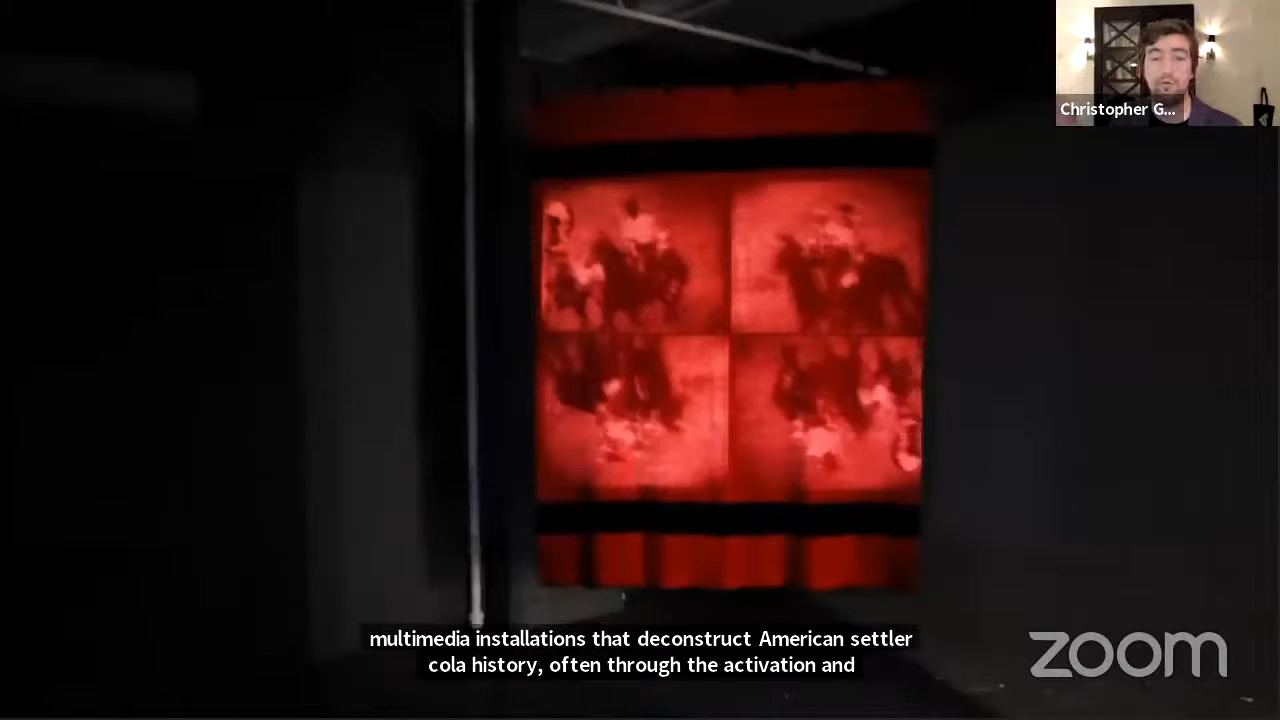 Christopher G...
multimedia installations that deconstruct American settler
cola history, often through the activation and
zoom